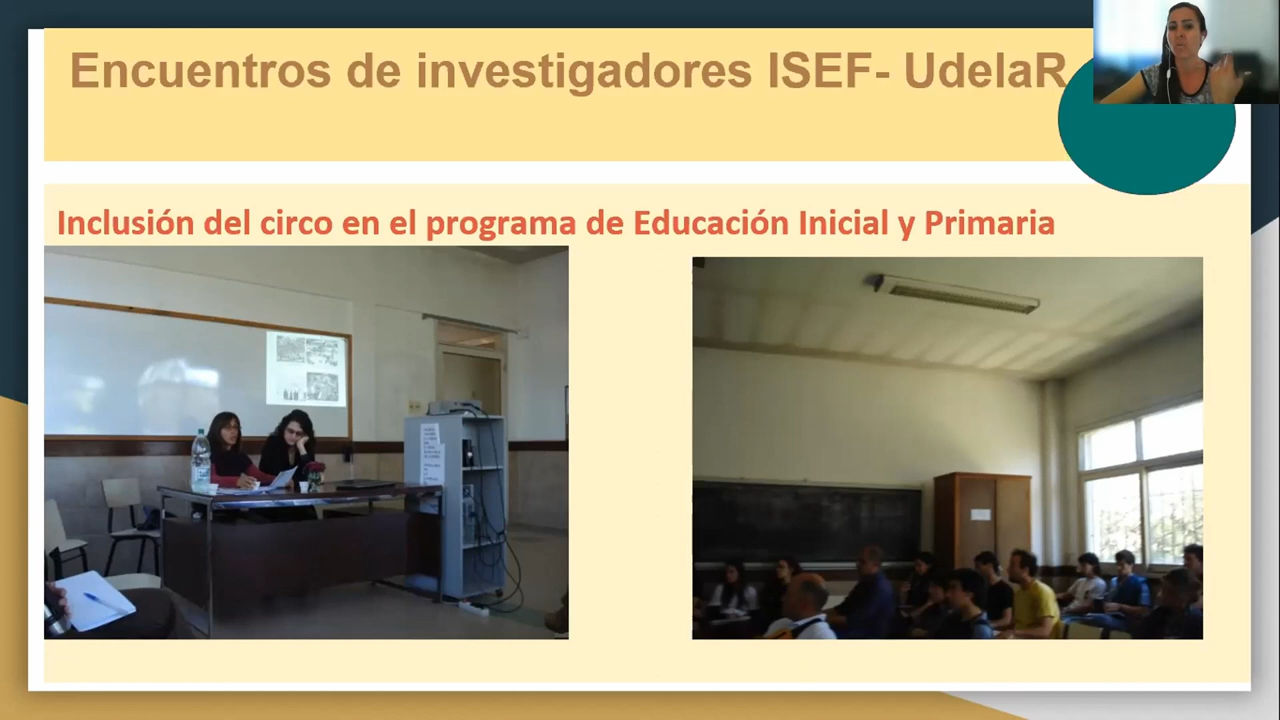 Encuentros de investigadores ISEF- UdelaR
Inclusión del circo en el programa de Educación Inicial y Primaria